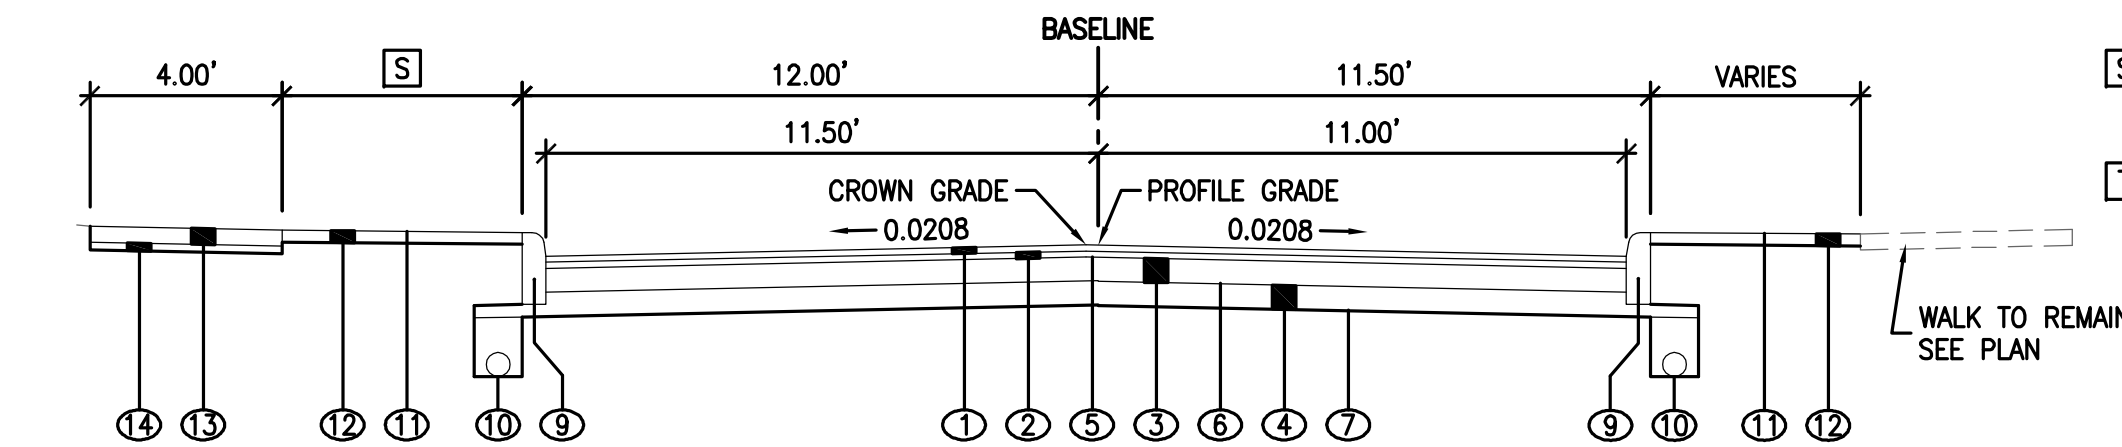 BASELINE
4.00' S 12.00' 11.50' VARIES
11.50' 11.00'
CROWN GRADE PROFILE GRADE
0.0208 0.0208
WALK TO REMAIN
SEE PLAN
14 13 12 11 10 9 1 2 5 3 6 4 7 9 10 11 12